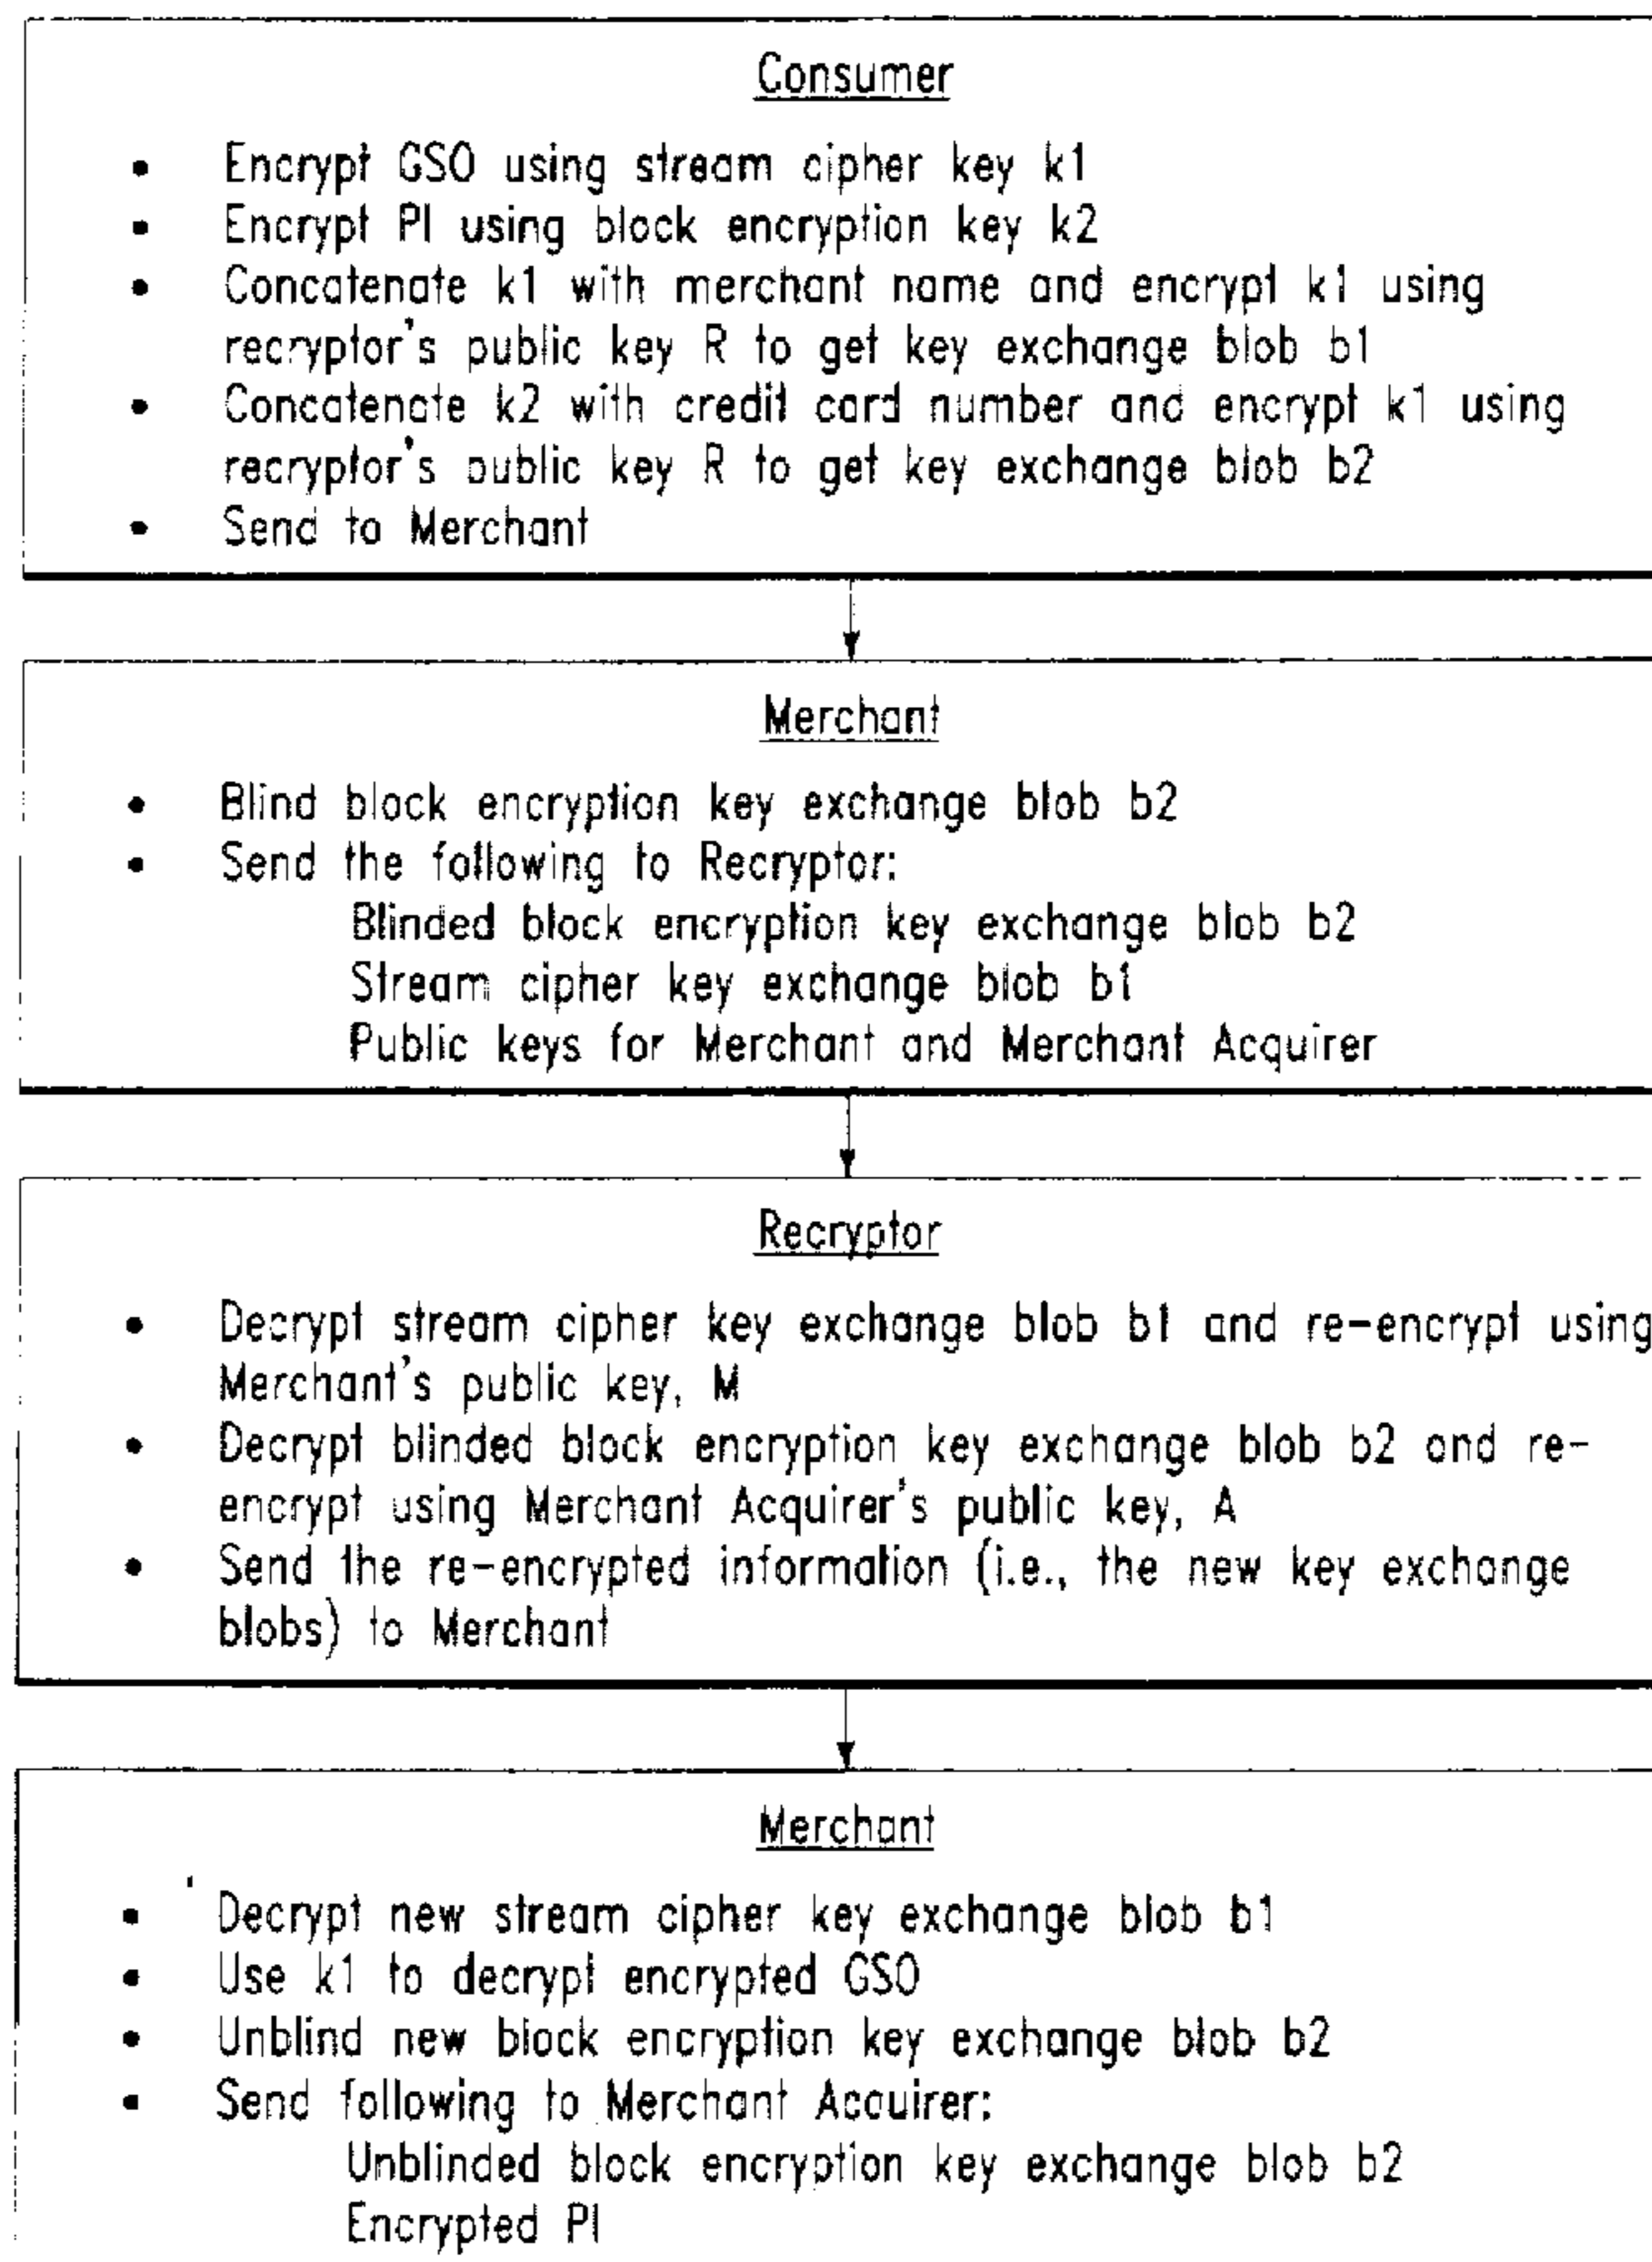 Consumer
• Encrypt GSO using stream cipher key k1
• Encrypt PI using block encryption key k2
• Concatenate k1 with merchant name and encrypt k1 using
recryptor's public key R to get key exchange blob b1
• Concatenate k2 with credit card number and encrypt k1 using
recryptor's public key R to get key exchange blob b2
• Send to Merchant
Merchant
• Blind block encryption key exchange blob b2
• Send the following to Recryptor:
Blinded block encryption key exchange blob b2
Stream cipher key exchange blob b1
Public keys for Merchant and Merchant Acquirer
Recryptor
• Decrypt stream cipher key exchange blob b1 and re-encrypt using
Merchant's public key, M
• Decrypt blinded block encryption key exchange blob b2 and re-
encrypt using Merchant Acquirer's public key, A
• Send the re-encrypted information (i.e., the new key exchange
blobs) to Merchant
Merchant
• Decrypt new stream cipher key exchange blob b1
• Use k1 to decrypt encrypted GSO
• Unblind new block encryption key exchange blob b2
• Send following to Merchant Acquirer:
Unblinded block encryption key exchange blob b2
Encrypted PI